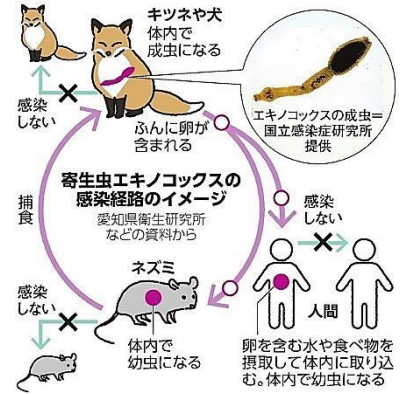 キツネや犬
体内で
成虫になる
感染
しない
ふんに卵が
含まれる
エキノコックスの成虫＝
国立感染症研究所
提供
寄生虫エキノコックスの
感染経路のイメージ
愛知県衛生研究所
などの資料から
捕食
感染
しない
ネズミ
感染
しない
体内で
幼虫になる
人間
卵を含む水や食べ物を
摂取して体内に取り込
む。体内で幼虫になる